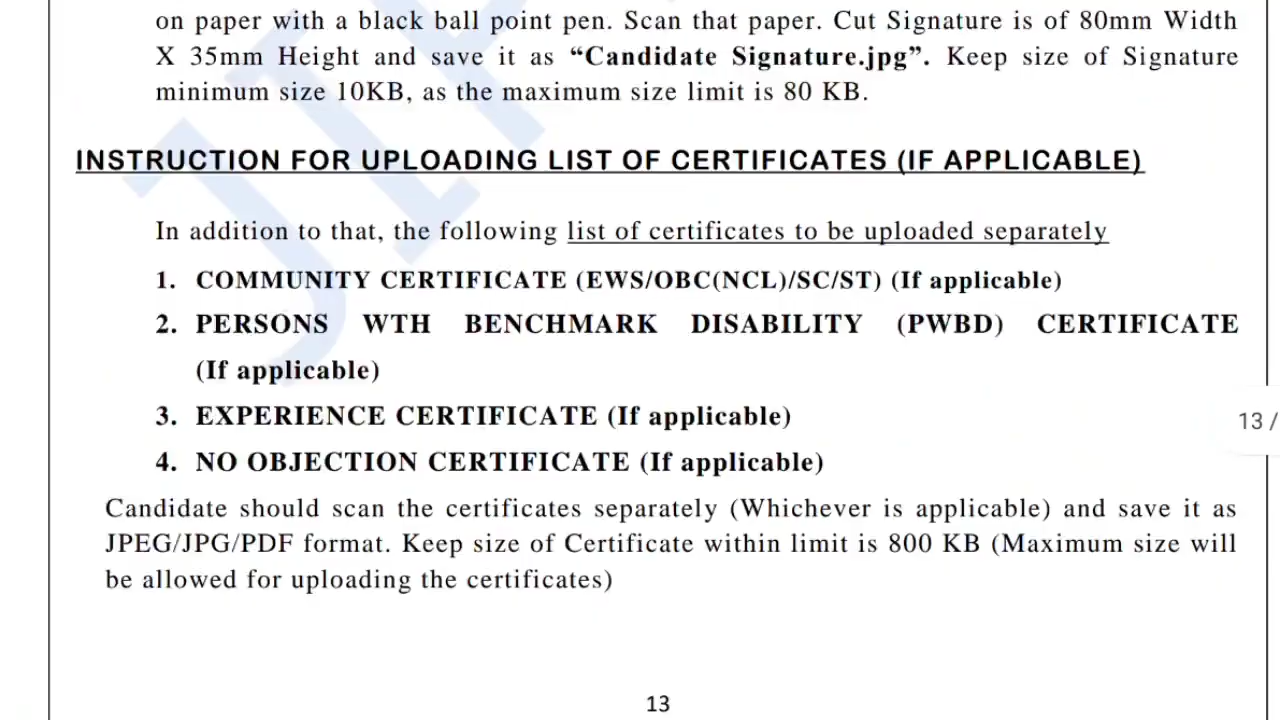 on paper with a black ball point pen. Scan that paper. Cut Signature is of 80mm Width
X 35mm Height and save it as “Candidate Signature.jpg”. Keep size of Signature
minimum size 10KB, as the maximum size limit is 80 KB.
INSTRUCTION FOR UPLOADING LIST OF CERTIFICATES (IF APPLICABLE)
In addition to that, the following list of certificates to be uploaded separately
1. COMMUNITY CERTIFICATE (EWS/OBC(NCL)/SC/ST) (If applicable)
2. PERSONS WTH BENCHMARK DISABILITY (PWBD) CERTIFICATE
(If applicable)
3. EXPERIENCE CERTIFICATE (If applicable)
13 /
4. NO OBJECTION CERTIFICATE (If applicable)
Candidate should scan the certificates separately (Whichever is applicable) and save it as
JPEG/JPG/PDF format. Keep size of Certificate within limit is 800 KB (Maximum size will
be allowed for uploading the certificates)
13